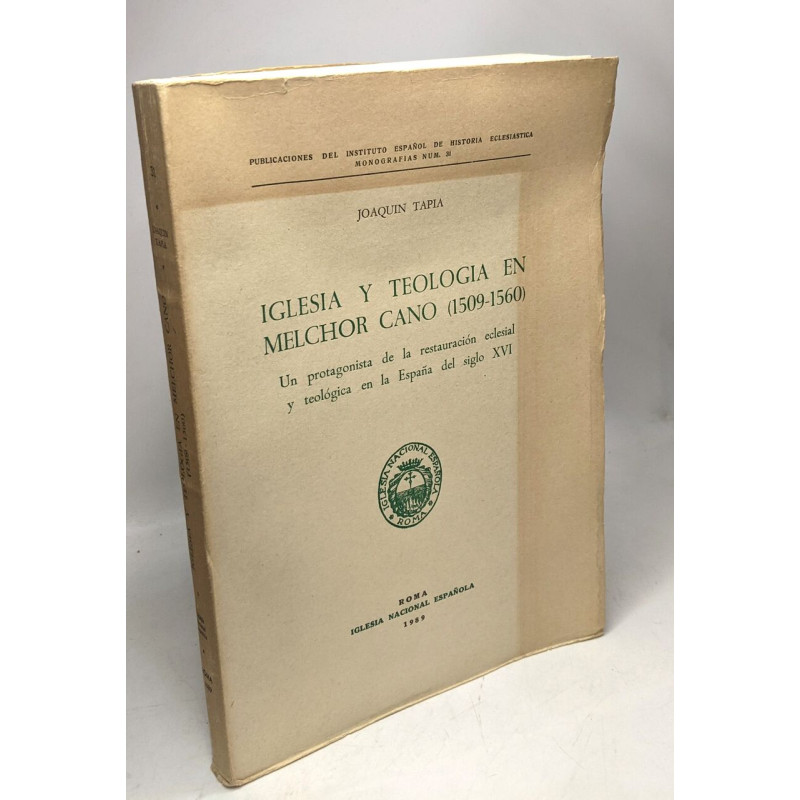 PUBLICACIONES DEL INSTITUTO ESPAÑOL DE HISTORIA ECLESIASTICA
MONOGRAFIAS NUM. 31
JOAQUIN TAPIA
IGLESIA Y TEOLOGIA EN
MELCHOR CANO (1509-1560)
Un protagonista de la restauración eclesial
y teológica en la España del siglo XVI
IGLESIA NACIONAL ESPAÑOLA
ROMA
ROMA
IGLESIA NACIONAL ESPAÑOLA
1989
JOAQUIN
TAPIA